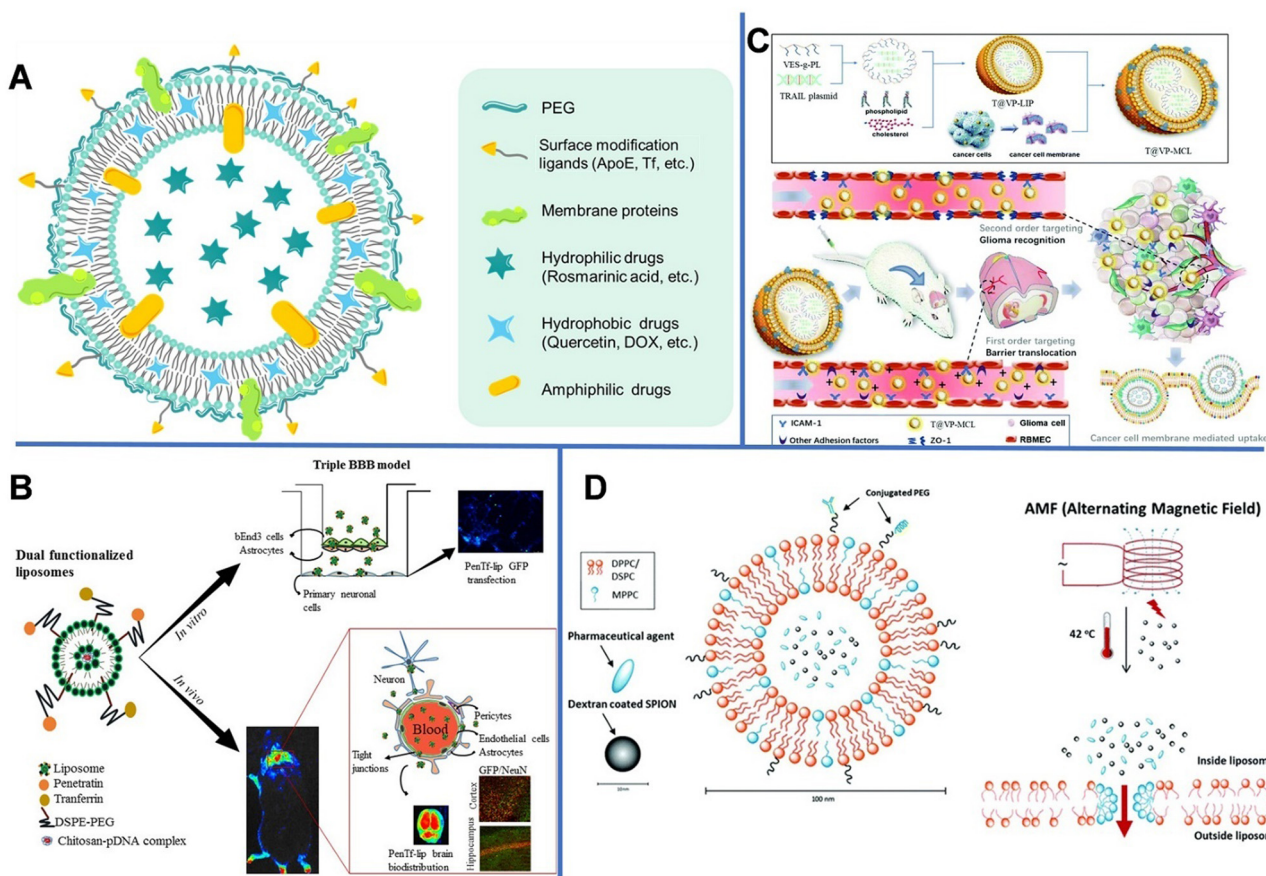 A
PEG
Surface modification
ligands (ApoE, Tf, etc.)
Membrane proteins
Hydrophilic drugs
(Rosmarinic acid, etc.)
Hydrophobic drugs
(Quercetin, DOX, etc.)
Amphiphilic drugs
C
VES-g-PL
TRAIL plasmid
phospholipid
cholesterol
T@VP-LIP
cancer cells
cancer cell membrane
T@VP-MCL
Second order targeting
Glioma recognition
First order targeting
Barrier translocation
ICAM-1
T@VP-MCL
Glioma cell
Other Adhesion factors
ZO-1
RBMEC
Cancer cell membrane mediated uptake
B
Triple BBB model
bEnd3 cells
Astrocytes
Primary neuronal
cells
PenTf-lip GFP
transfection
Dual functionalized
liposomes
In vitro
In vivo
Liposome
Penetratin
Tranferrin
DSPE-PEG
Chitosan-pDNA complex
Neuron
Blood
Pericytes
Endothelial cells
Astrocytes
Tight
junctions
GFP/NeuN
Cortex
Hippocampus
PenTf-lip brain
biodistribution
D
DPPC/
DSPC
MPPC
Pharmaceutical agent
Dextran coated SPION
10nm
Conjugated PEG
100 nm
AMF (Alternating Magnetic Field)
~
42 °C
Inside liposom
Outside liposom